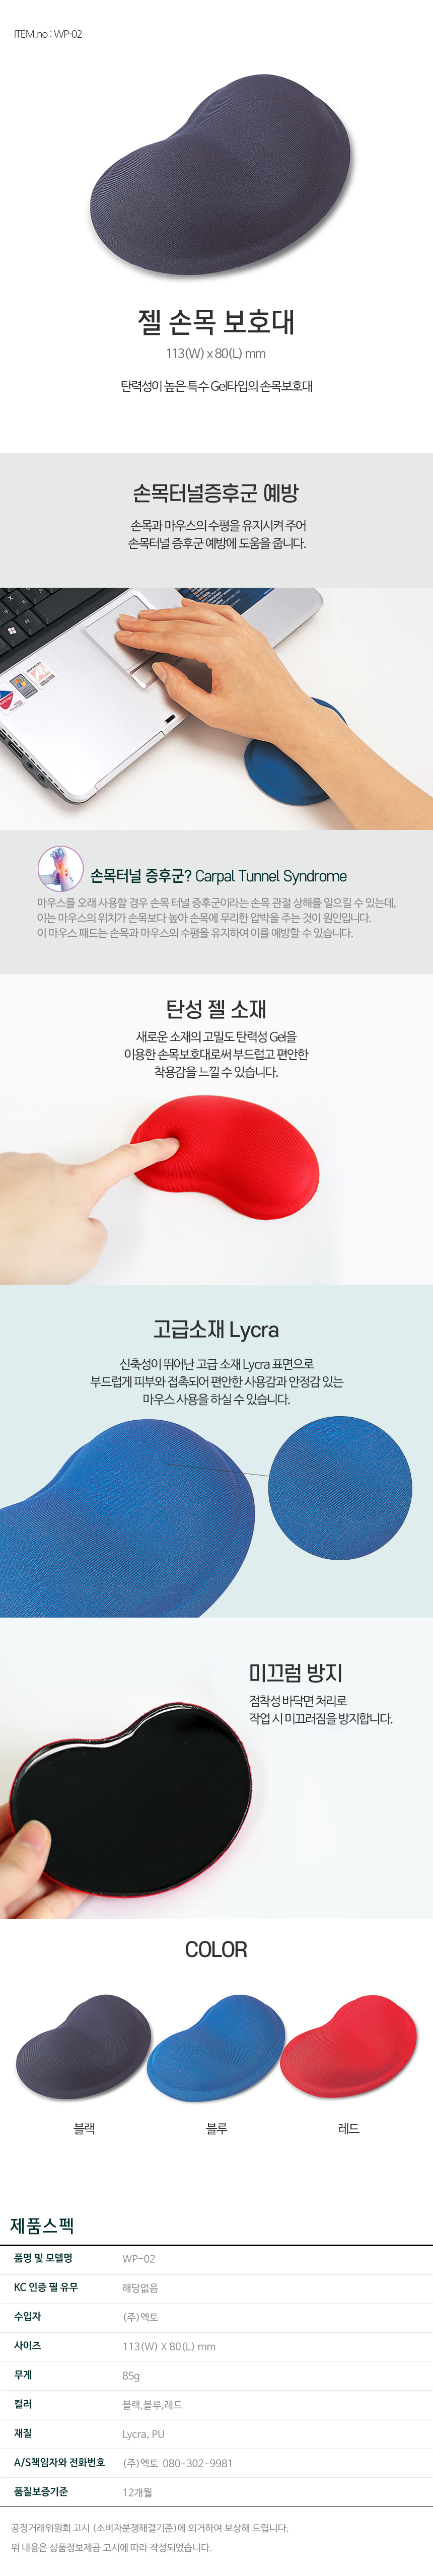 ITEM.no : WP-02
젤 손목 보호대
113(W) x 80(L) mm
탄력성이 높은 특수 Gel타입의 손목보호대
손목터널증후군 예방
손목과 마우스의 수평을 유지시켜 주어
손목터널 증후군 예방에 도움을 줍니다.
손목터널 증후군? Carpal Tunnel Syndrome
마우스를 오래 사용할 경우 손목 터널 증후군이라는 손목 관절 상해를 일으킬 수 있는데,
이는 마우스의 위치가 손목보다 높아 손목에 무리한 압박을 주는 것이 원인입니다.
이 마우스 패드는 손목과 마우스의 수평을 유지하여 이를 예방할 수 있습니다.
탄성 젤 소재
새로운 소재의 고밀도 탄력성 Gel을
이용한 손목보호대로써 부드럽고 편안한
착용감을 느낄 수 있습니다.
고급소재 Lycra
신축성이 뛰어난 고급 소재 Lycra 표면으로
부드럽게 피부와 접촉되어 편안한 사용감과 안정감 있는
마우스 사용을 하실 수 있습니다.
미끄럼 방지
점착성 바닥면 처리로
작업 시 미끄러짐을 방지합니다.
COLOR
블랙
블루
레드
제품스펙
품명 및 모델명 WP-02
KC 인증 필 유무 해당없음
수입자 (주)엑토
사이즈 113(W) X 80(L) mm
무게 85g
컬러 블랙,블루,레드
재질 Lycra, PU
A/S책임자와 전화번호 (주)엑토 080-302-9981
품질보증기준 12개월
공정거래위원회 고시 (소비자분쟁해결기준)에 의거하여 보상해 드립니다.
위 내용은 상품정보제공 고시에 따라 작성되었습니다.